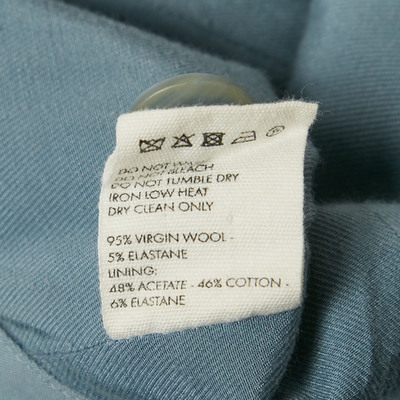 DO NOT WASH
DO NOT BLEACH
DO NOT TUMBLE DRY
IRON LOW HEAT
DRY CLEAN ONLY
95% VIRGIN WOOL -
5% ELASTANE
LINING:
48% ACETATE - 46% COTTON -
6% ELASTANE